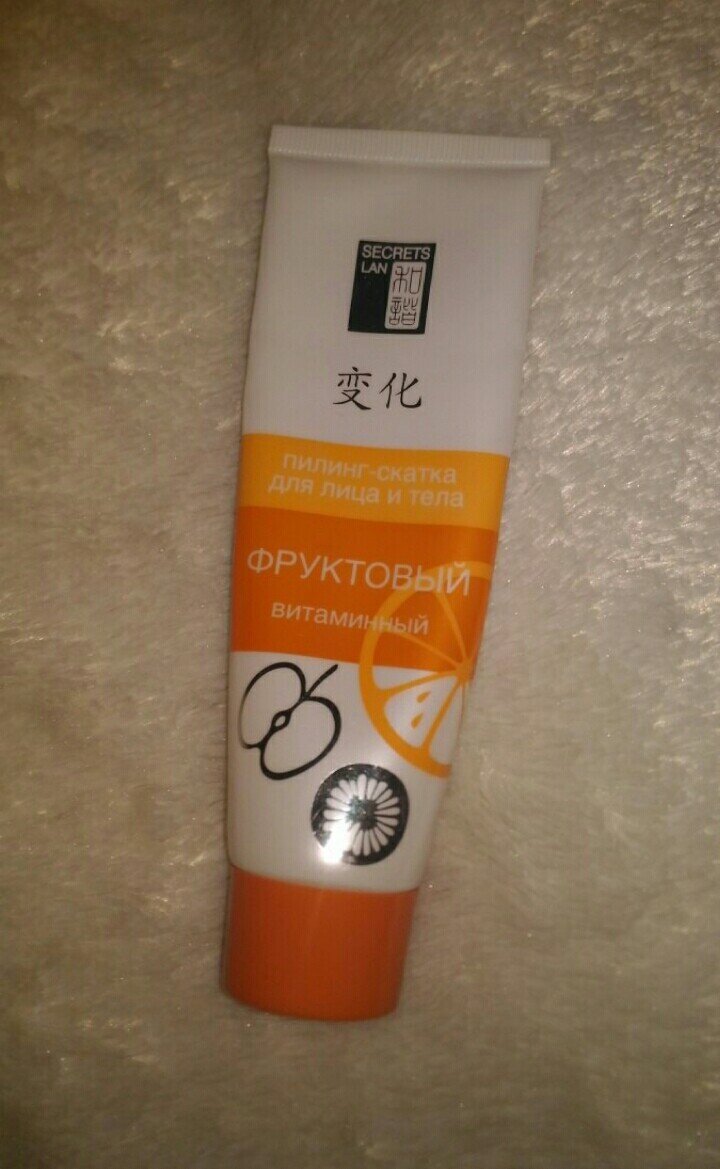 SECRETS
LAN
和
諧
变化
пилинг-скатка
для лица и тела
ФРУКТОВЫЙ
витаминный